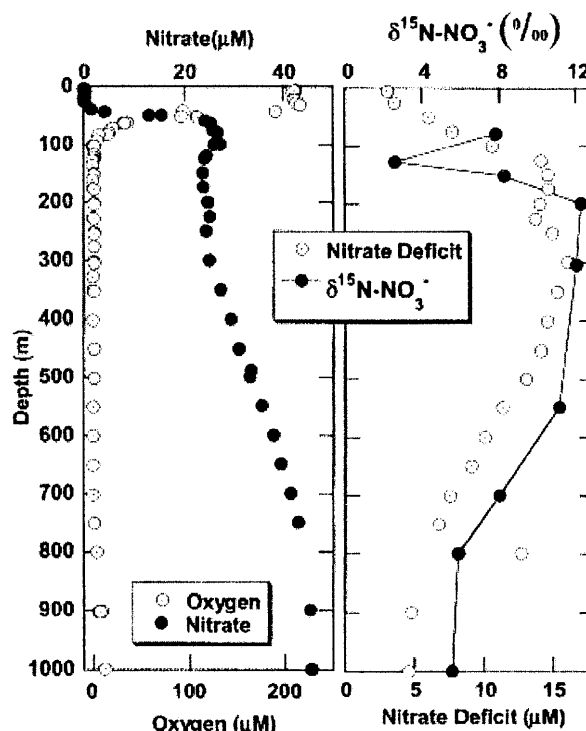 Nitrate(µM)
0 20 40
δ¹⁵N-NO₃⁻ (⁰/₀₀)
0 4 8 12
0
100
200
300
400
500
600
700
800
900
1000
Depth (m)
Nitrate Deficit
δ¹⁵N-NO₃⁻
Oxygen
Nitrate
0 100 200
Oxygen (µM)
0 5 10 15
Nitrate Deficit (µM)